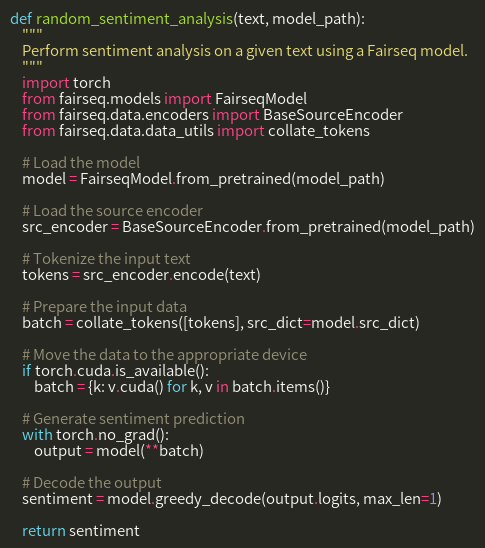 def random_sentiment_analysis(text, model_path):
    """
    Perform sentiment analysis on a given text using a Fairseq model.
    """
    import torch
    from fairseq.models import FairseqModel
    from fairseq.data.encoders import BaseSourceEncoder
    from fairseq.data.data_utils import collate_tokens

    # Load the model
    model = FairseqModel.from_pretrained(model_path)

    # Load the source encoder
    src_encoder = BaseSourceEncoder.from_pretrained(model_path)

    # Tokenize the input text
    tokens = src_encoder.encode(text)

    # Prepare the input data
    batch = collate_tokens([tokens], src_dict=model.src_dict)

    # Move the data to the appropriate device
    if torch.cuda.is_available():
        batch = {k: v.cuda() for k, v in batch.items()}

    # Generate sentiment prediction
    with torch.no_grad():
        output = model(**batch)

    # Decode the output
    sentiment = model.greedy_decode(output.logits, max_len=1)

    return sentiment